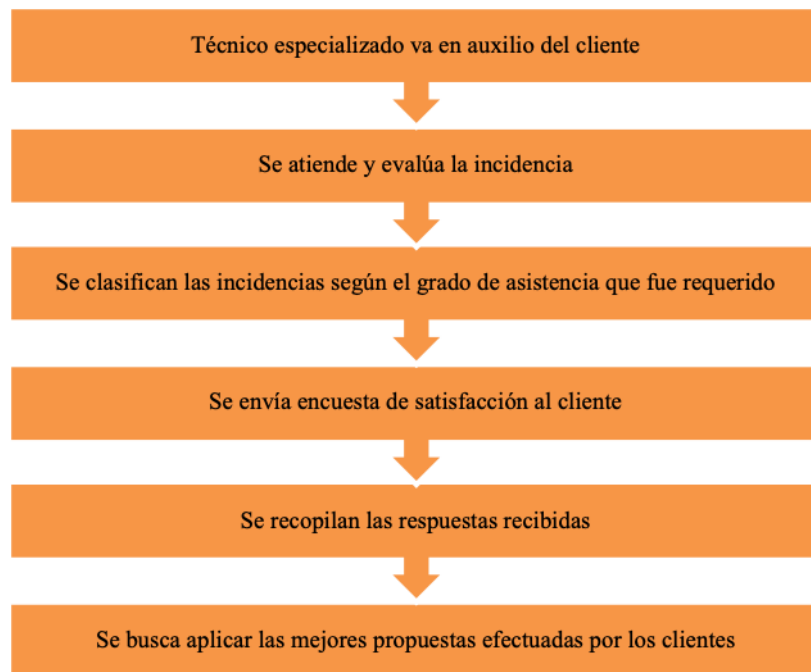 Técnico especializado va en auxilio del cliente
Se atiende y evalúa la incidencia
Se clasifican las incidencias según el grado de asistencia que fue requerido
Se envía encuesta de satisfacción al cliente
Se recopilan las respuestas recibidas
Se busca aplicar las mejores propuestas efectuadas por los clientes